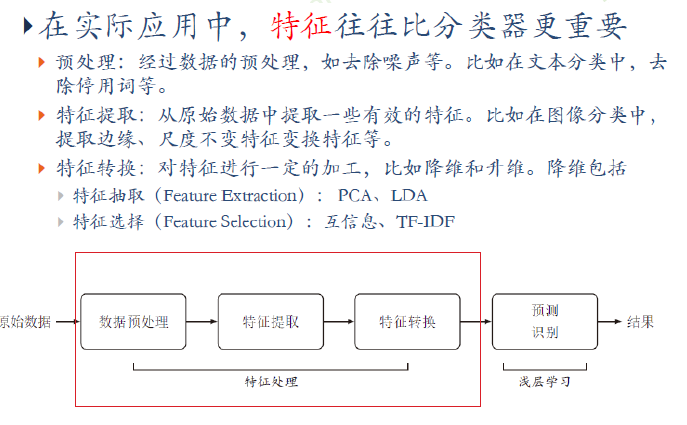 在实际应用中，特征往往比分类器更重要
预处理：经过数据的预处理，如去除噪声等。比如在文本分类中，去
除停用词等。
特征提取：从原始数据中提取一些有效的特征。比如在图像分类中，
提取边缘、尺度不变特征变换特征等。
特征转换：对特征进行一定的加工，比如降维和升维。降维包括
特征抽取（Feature Extraction）： PCA、LDA
特征选择（Feature Selection）：互信息、TF-IDF
原始数据
数据预处理
特征提取
特征转换
预测
识别
结果
特征处理
浅层学习